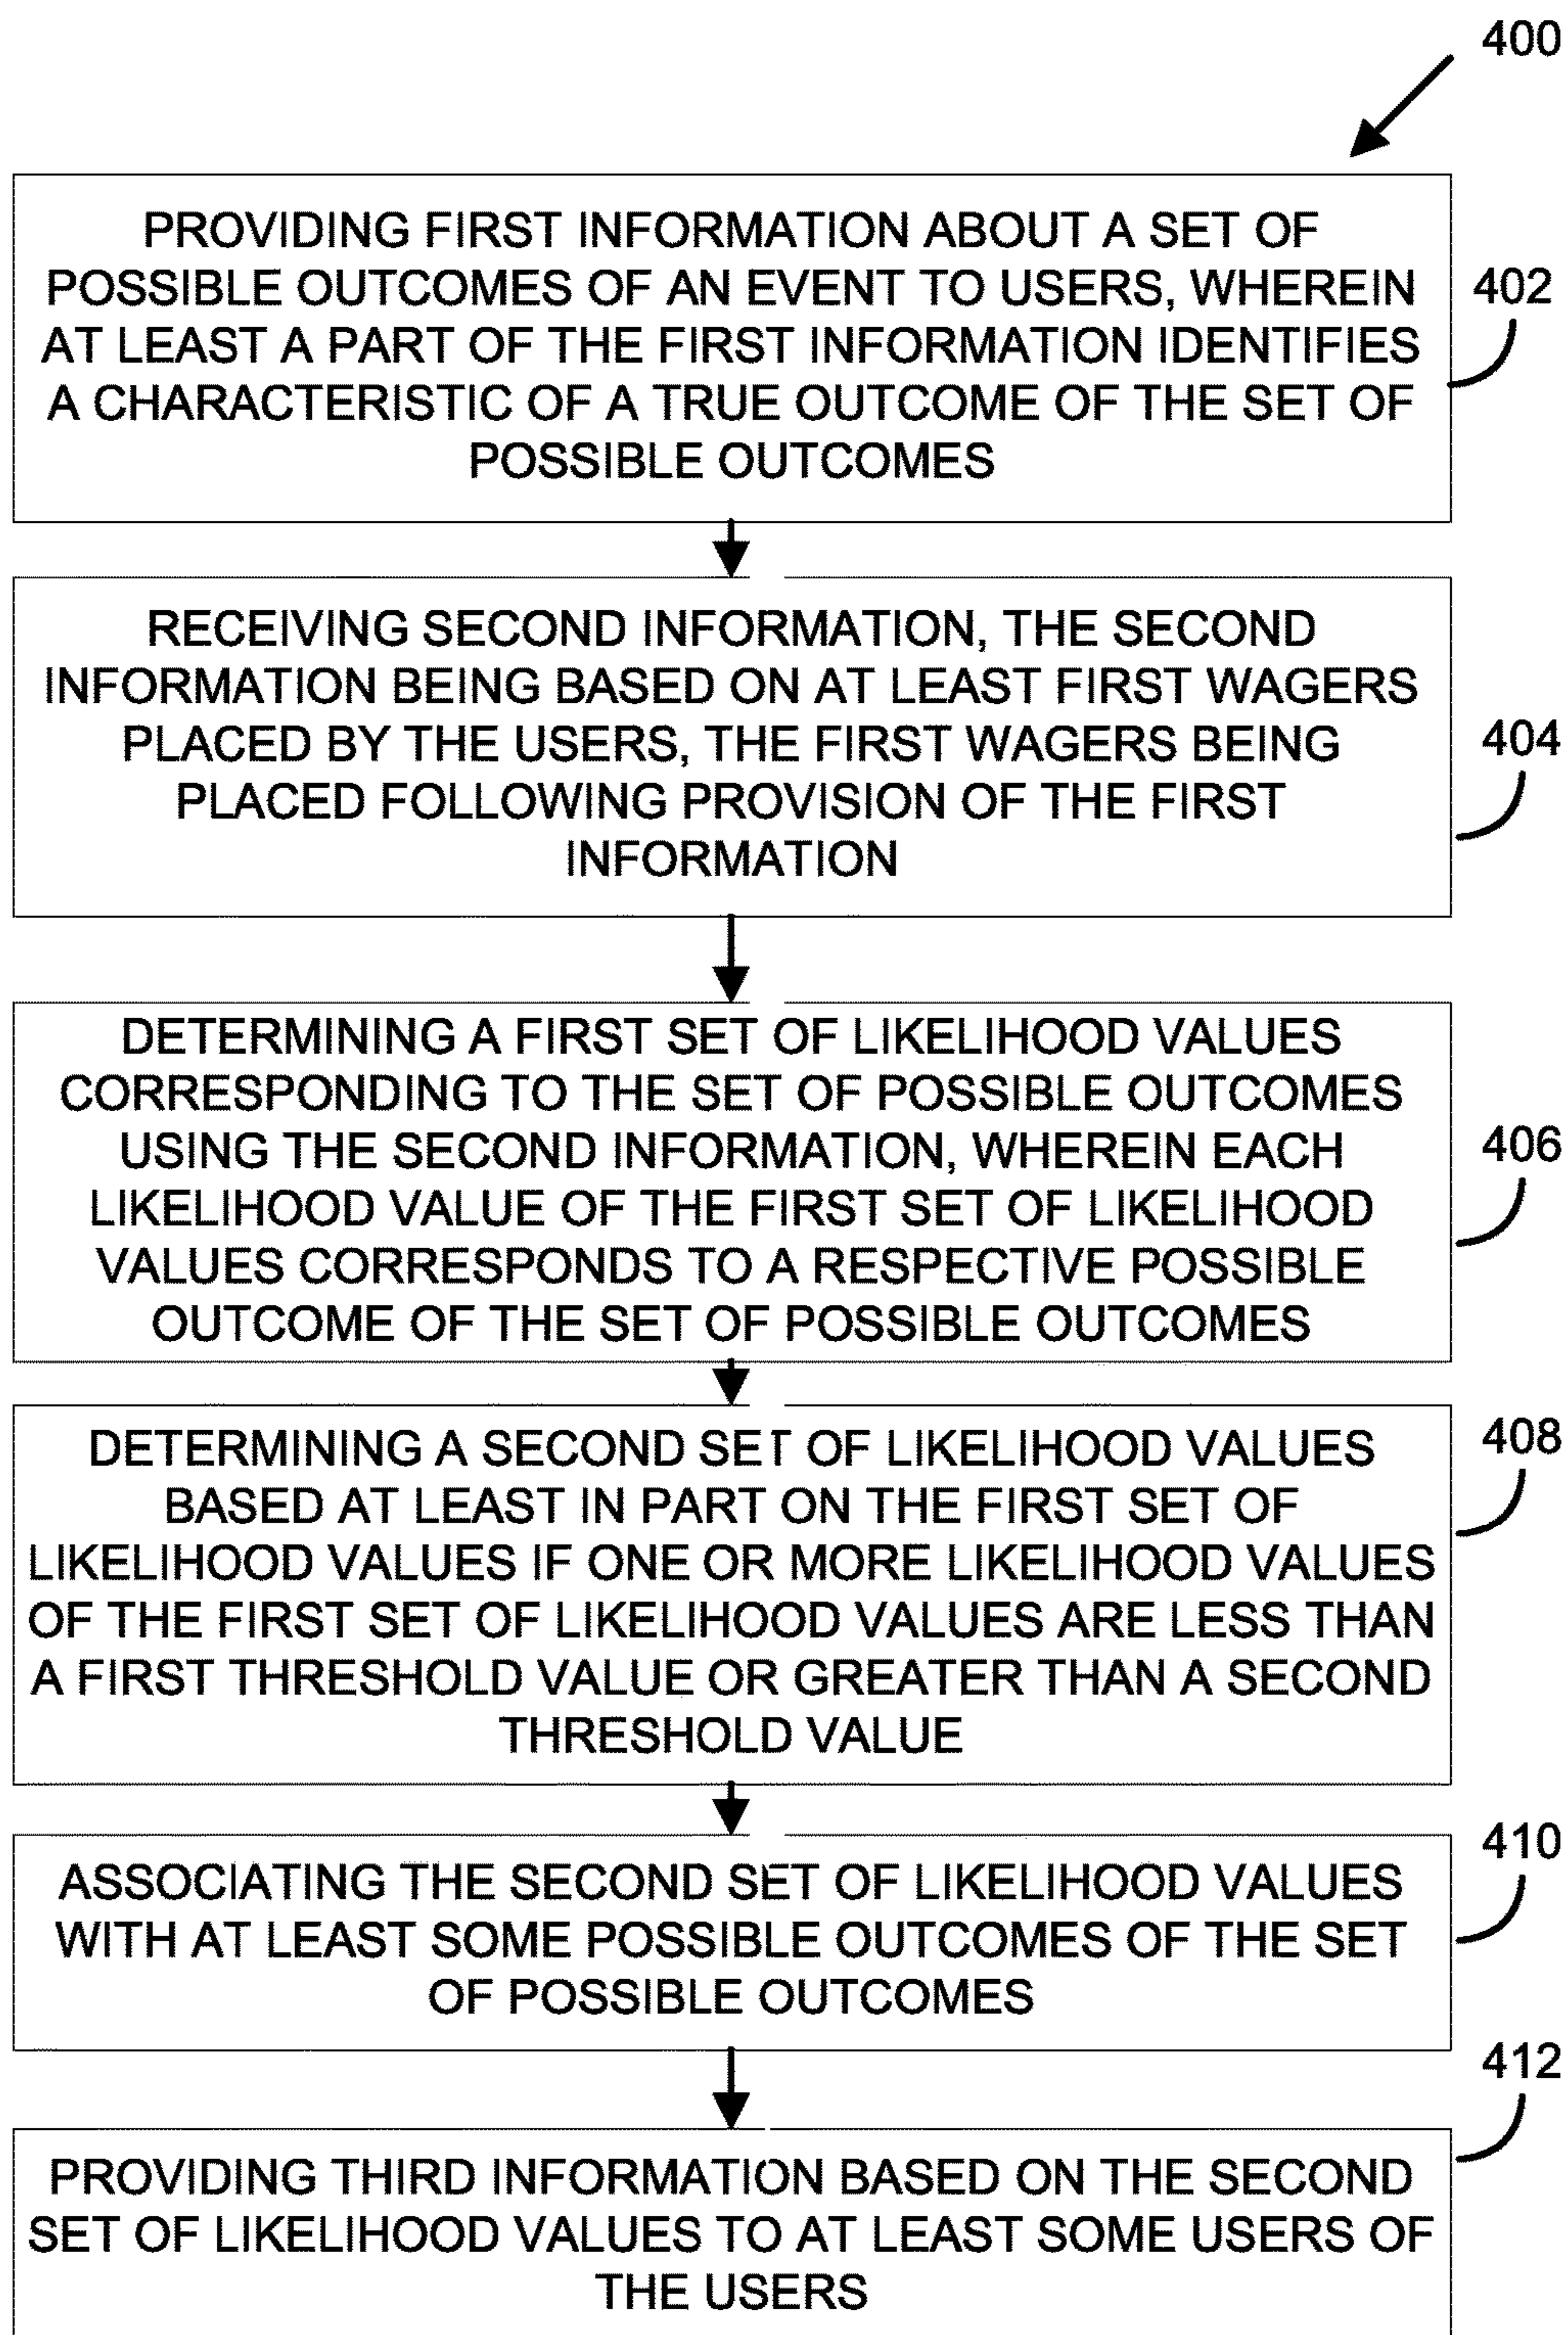 400
PROVIDING FIRST INFORMATION ABOUT A SET OF
POSSIBLE OUTCOMES OF AN EVENT TO USERS, WHEREIN
AT LEAST A PART OF THE FIRST INFORMATION IDENTIFIES
A CHARACTERISTIC OF A TRUE OUTCOME OF THE SET OF
POSSIBLE OUTCOMES
402
RECEIVING SECOND INFORMATION, THE SECOND
INFORMATION BEING BASED ON AT LEAST FIRST WAGERS
PLACED BY THE USERS, THE FIRST WAGERS BEING
PLACED FOLLOWING PROVISION OF THE FIRST
INFORMATION
404
DETERMINING A FIRST SET OF LIKELIHOOD VALUES
CORRESPONDING TO THE SET OF POSSIBLE OUTCOMES
USING THE SECOND INFORMATION, WHEREIN EACH
LIKELIHOOD VALUE OF THE FIRST SET OF LIKELIHOOD
VALUES CORRESPONDS TO A RESPECTIVE POSSIBLE
OUTCOME OF THE SET OF POSSIBLE OUTCOMES
406
DETERMINING A SECOND SET OF LIKELIHOOD VALUES
BASED AT LEAST IN PART ON THE FIRST SET OF
LIKELIHOOD VALUES IF ONE OR MORE LIKELIHOOD VALUES
OF THE FIRST SET OF LIKELIHOOD VALUES ARE LESS THAN
A FIRST THRESHOLD VALUE OR GREATER THAN A SECOND
THRESHOLD VALUE
408
ASSOCIATING THE SECOND SET OF LIKELIHOOD VALUES
WITH AT LEAST SOME POSSIBLE OUTCOMES OF THE SET
OF POSSIBLE OUTCOMES
410
PROVIDING THIRD INFORMATION BASED ON THE SECOND
SET OF LIKELIHOOD VALUES TO AT LEAST SOME USERS OF
THE USERS
412